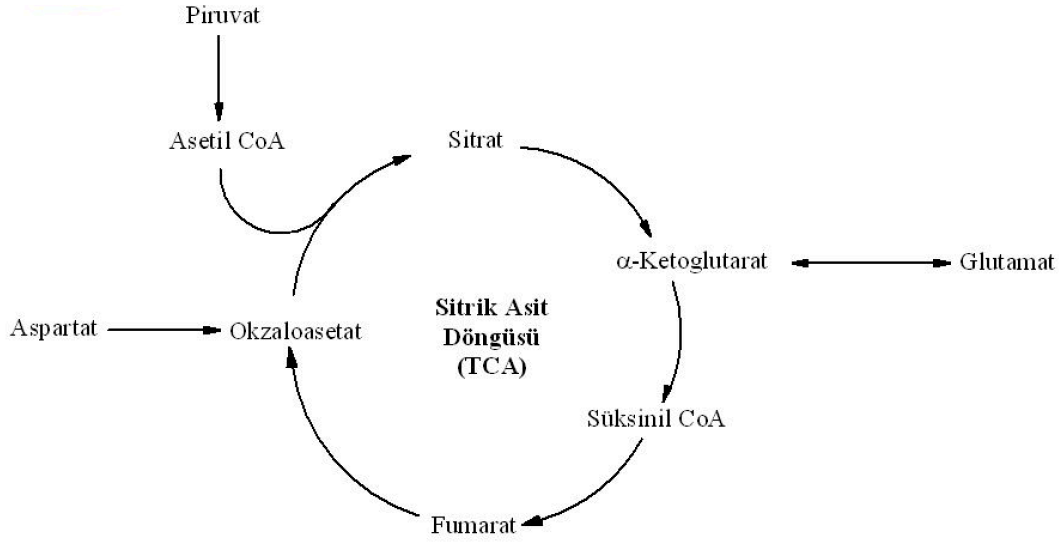 Piruvat
Asetil CoA
Sitrat
α-Ketoglutarat
Glutamat
Sitrik Asit
Döngüsü
(TCA)
Aspartat
Okzaloasetat
Süksinil CoA
Fumarat